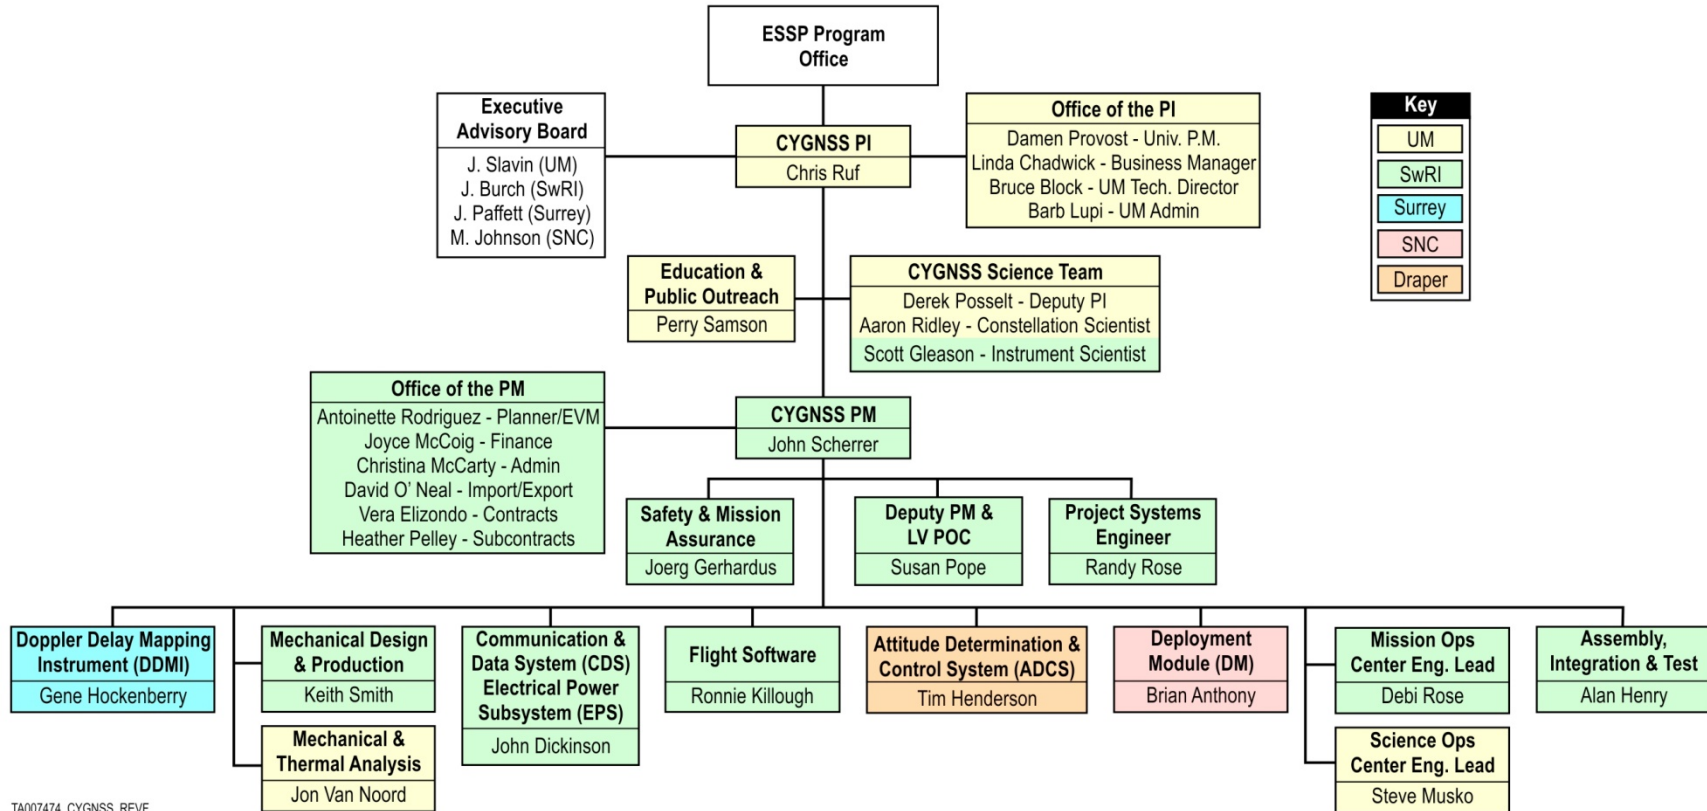 ESSP Program
Office
Executive
Advisory Board
J. Slavin (UM)
J. Burch (SwRI)
J. Paffett (Surrey)
M. Johnson (SNC)
CYGNSS PI
Chris Ruf
Office of the PI
Damen Provost - Univ. P.M.
Linda Chadwick - Business Manager
Bruce Block - UM Tech. Director
Barb Lupi - UM Admin
Key
UM
SwRI
Surrey
SNC
Draper
Education &
Public Outreach
Perry Samson
CYGNSS Science Team
Derek Posselt - Deputy PI
Aaron Ridley - Constellation Scientist
Scott Gleason - Instrument Scientist
Office of the PM
Antoinette Rodriguez - Planner/EVM
Joyce McCoig - Finance
Christina McCarty - Admin
David O' Neal - Import/Export
Vera Elizondo - Contracts
Heather Pelley - Subcontracts
CYGNSS PM
John Scherrer
Safety & Mission
Assurance
Joerg Gerhardus
Deputy PM &
LV POC
Susan Pope
Project Systems
Engineer
Randy Rose
Doppler Delay Mapping
Instrument (DDMI)
Gene Hockenberry
Mechanical Design
& Production
Keith Smith
Mechanical &
Thermal Analysis
Jon Van Noord
Communication &
Data System (CDS)
Electrical Power
Subsystem (EPS)
John Dickinson
Flight Software
Ronnie Killough
Attitude Determination &
Control System (ADCS)
Tim Henderson
Deployment
Module (DM)
Brian Anthony
Mission Ops
Center Eng. Lead
Debi Rose
Science Ops
Center Eng. Lead
Steve Musko
Assembly,
Integration & Test
Alan Henry